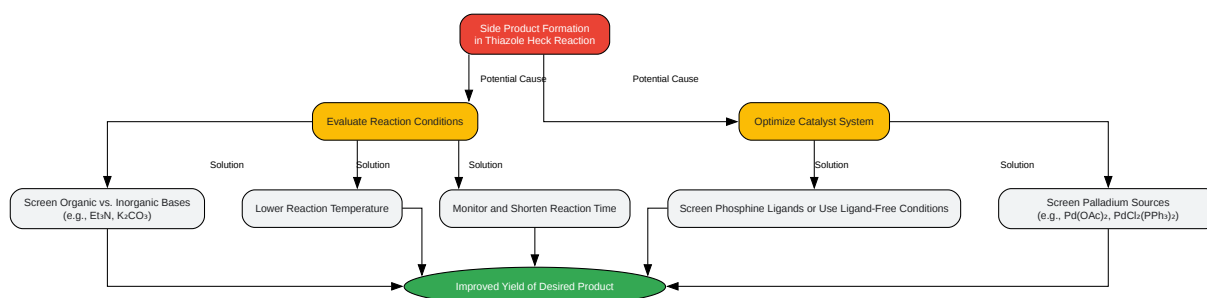 Side Product Formation
in Thiazole Heck Reaction
Potential Cause
Potential Cause
Evaluate Reaction Conditions
Optimize Catalyst System
Solution
Solution
Solution
Solution
Solution
Screen Organic vs. Inorganic Bases
(e.g., Et₃N, K₂CO₃)
Lower Reaction Temperature
Monitor and Shorten Reaction Time
Screen Phosphine Ligands or Use Ligand-Free Conditions
Screen Palladium Sources
(e.g., Pd(OAc)₂, PdCl₂(PPh₃)₂)
Improved Yield of Desired Product